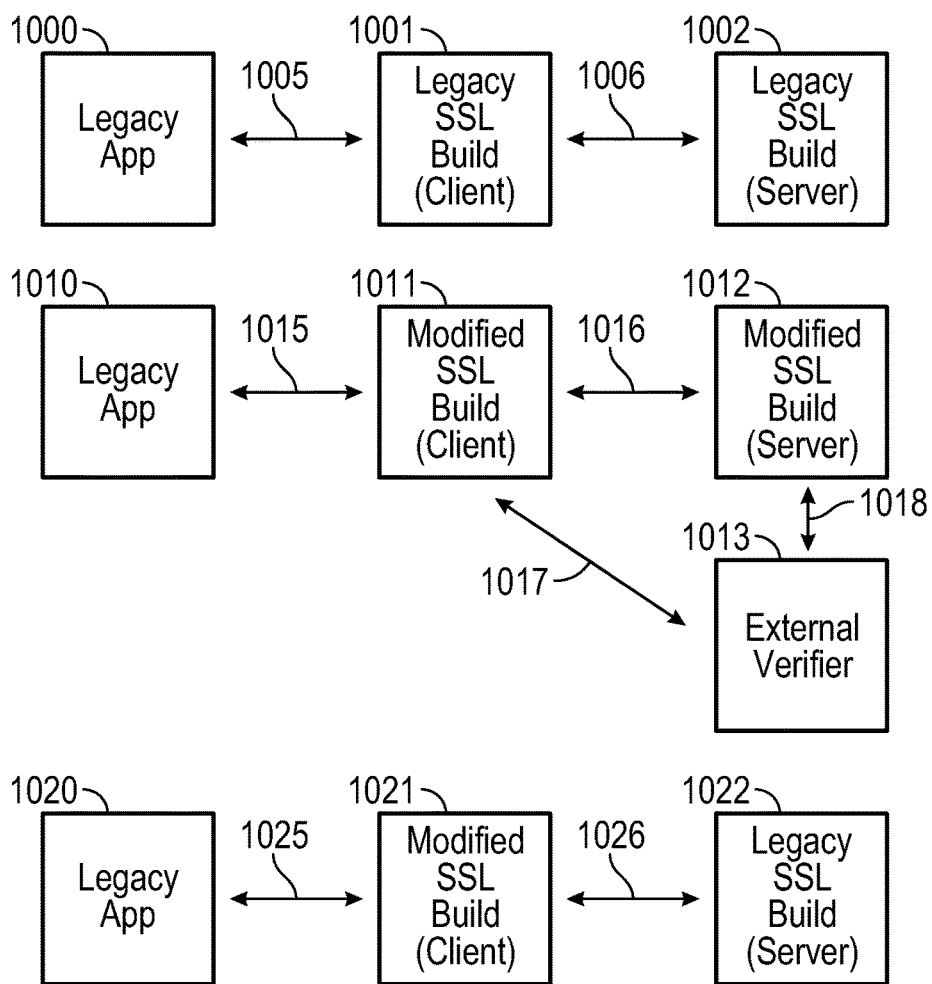 1000
1001
1002
Legacy
App
1005
Legacy
SSL
Build
(Client)
1006
Legacy
SSL
Build
(Server)
1010
1011
1012
Legacy
App
1015
Modified
SSL
Build
(Client)
1016
Modified
SSL
Build
(Server)
1018
1013
1017
External
Verifier
1020
1021
1022
Legacy
App
1025
Modified
SSL
Build
(Client)
1026
Legacy
SSL
Build
(Server)